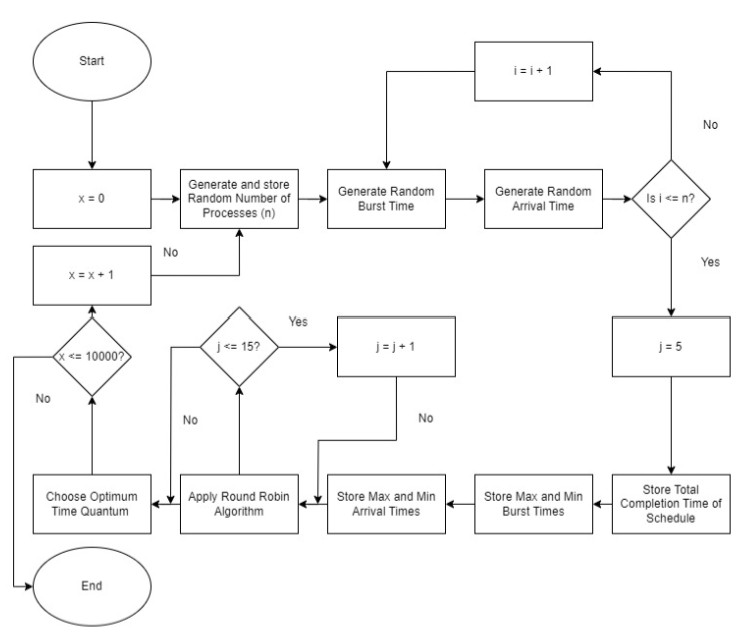 Start
i = i + 1
No
x = 0
Generate and store
Random Number of
Processes (n)
Generate Random
Burst Time
Generate Random
Arrival Time
Is i <= n?
No
x = x + 1
Yes
Yes
x <= 10000?
j <= 15?
j = j + 1
j = 5
No
No
No
Choose Optimum
Time Quantum
Apply Round Robin
Algorithm
Store Max and Min
Arrival Times
Store Max and Min
Burst Times
Store Total
Completion Time of
Schedule
End